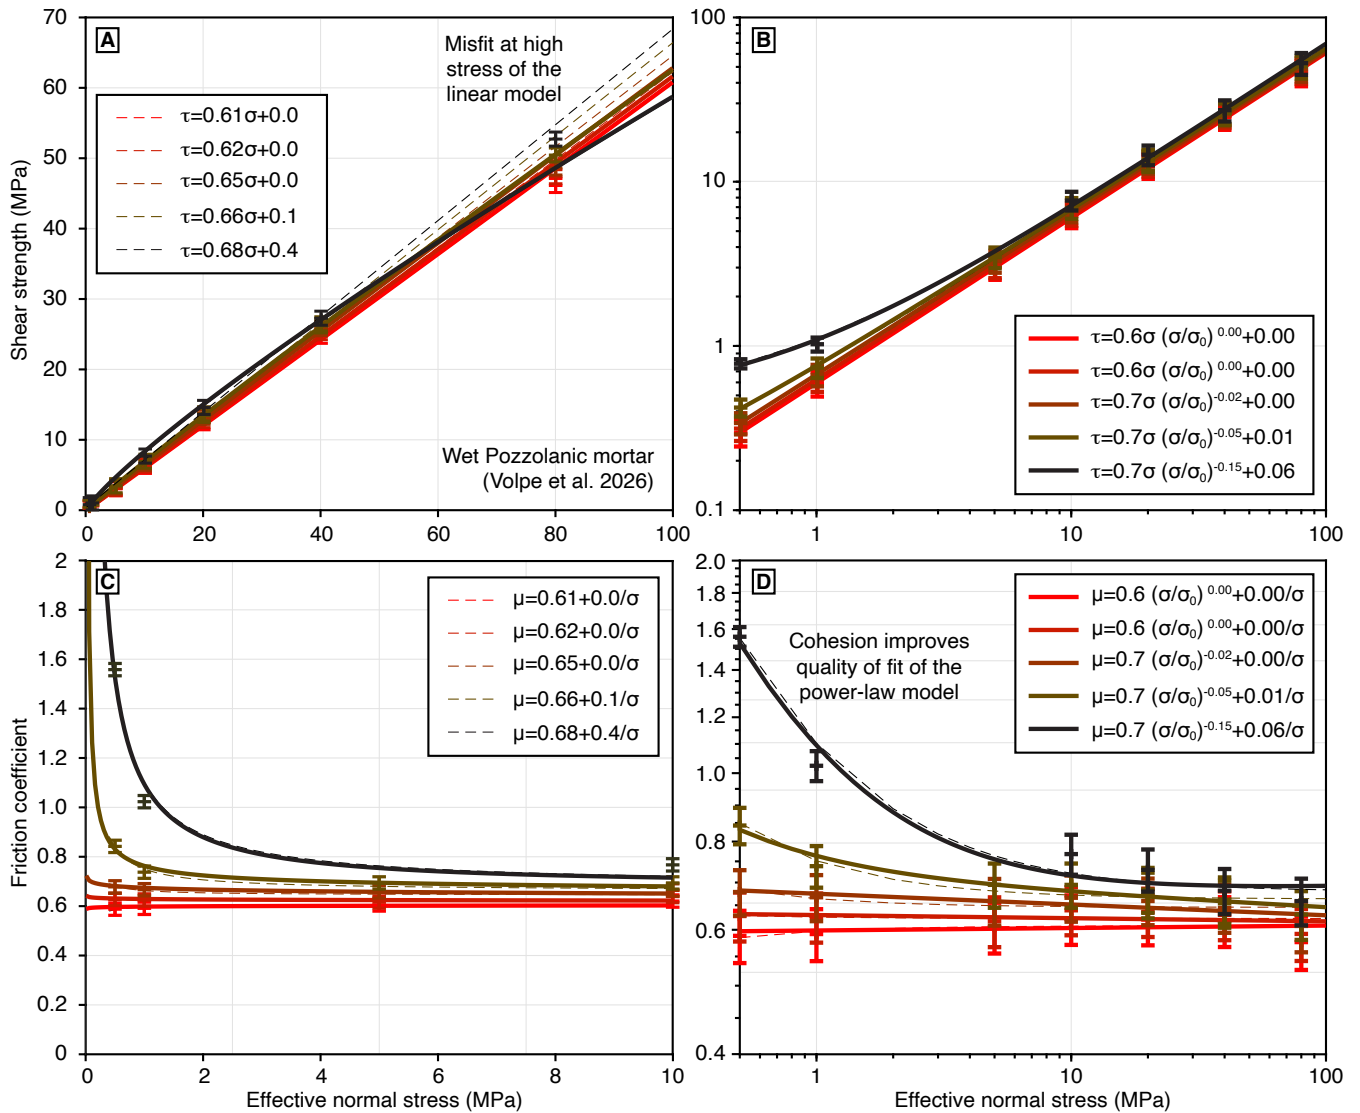 A
Misfit at high
stress of the
linear model
τ=0.61σ+0.0
τ=0.62σ+0.0
τ=0.65σ+0.0
τ=0.66σ+0.1
τ=0.68σ+0.4
Wet Pozzolanic mortar
(Volpe et al. 2026)
Shear strength (MPa)
70
60
50
40
30
20
10
0
0 20 40 60 80 100
B
100
10
1
0.1
1 10 100
τ=0.6σ (σ/σ₀)⁰·⁰⁰+0.00
τ=0.6σ (σ/σ₀)⁰·⁰⁰+0.00
τ=0.7σ (σ/σ₀)⁻⁰·⁰²+0.00
τ=0.7σ (σ/σ₀)⁻⁰·⁰⁵+0.01
τ=0.7σ (σ/σ₀)⁻⁰·¹⁵+0.06
C
μ=0.61+0.0/σ
μ=0.62+0.0/σ
μ=0.65+0.0/σ
μ=0.66+0.1/σ
μ=0.68+0.4/σ
Friction coefficient
2
1.8
1.6
1.4
1.2
1.0
0.8
0.6
0.4
0.2
0
0 2 4 6 8 10
Effective normal stress (MPa)
D
Cohesion improves
quality of fit of the
power-law model
μ=0.6 (σ/σ₀)⁰·⁰⁰+0.00/σ
μ=0.6 (σ/σ₀)⁰·⁰⁰+0.00/σ
μ=0.7 (σ/σ₀)⁻⁰·⁰²+0.00/σ
μ=0.7 (σ/σ₀)⁻⁰·⁰⁵+0.01/σ
μ=0.7 (σ/σ₀)⁻⁰·¹⁵+0.06/σ
2.0
1.8
1.6
1.4
1.2
1.0
0.8
0.6
0.4
1 10 100
Effective normal stress (MPa)